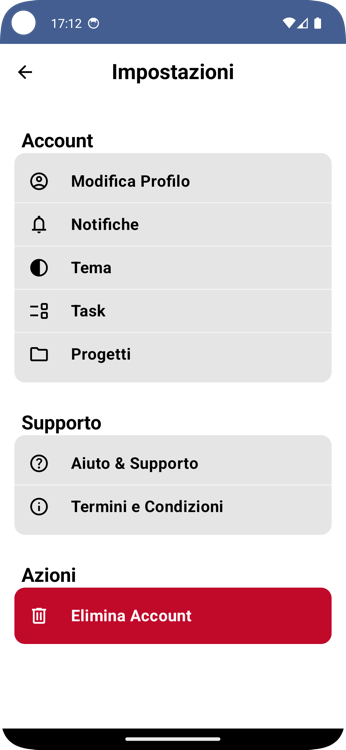 17:12
Impostazioni
Account
Modifica Profilo
Notifiche
Tema
Task
Progetti
Supporto
Aiuto & Supporto
Termini e Condizioni
Azioni
Elimina Account